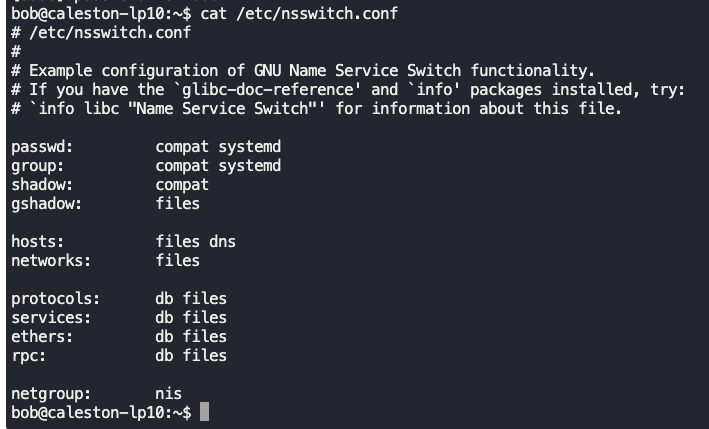 bob@caleston-lp10:~$ cat /etc/nsswitch.conf
# /etc/nsswitch.conf
#
# Example configuration of GNU Name Service Switch functionality.
# If you have the `glibc-doc-reference' and `info' packages installed, try:
# `info libc "Name Service Switch"' for information about this file.

passwd:         compat systemd
group:          compat systemd
shadow:         compat
gshadow:        files

hosts:          files dns
networks:       files

protocols:      db files
services:       db files
ethers:         db files
rpc:            db files

netgroup:       nis
bob@caleston-lp10:~$